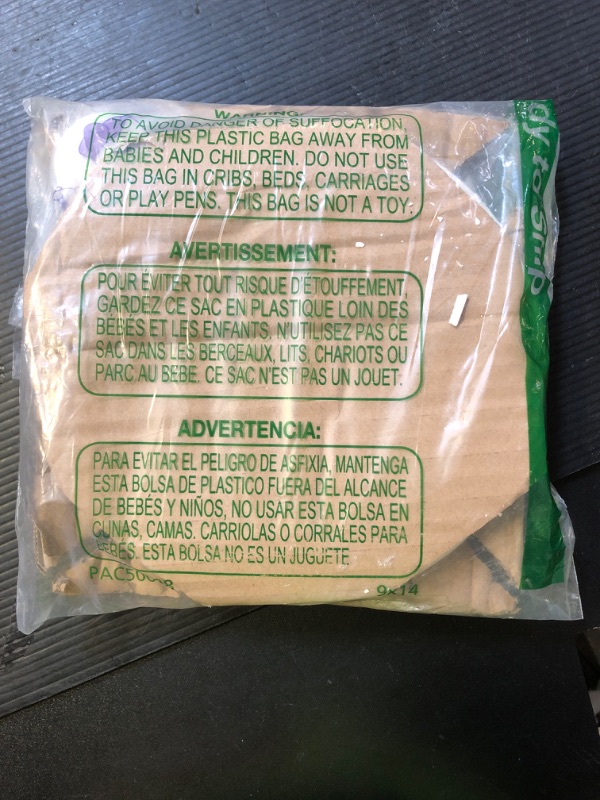 WARNING:
TO AVOID DANGER OF SUFFOCATION,
KEEP THIS PLASTIC BAG AWAY FROM
BABIES AND CHILDREN. DO NOT USE
THIS BAG IN CRIBS, BEDS, CARRIAGES
OR PLAY PENS. THIS BAG IS NOT A TOY.
AVERTISSEMENT:
POUR ÉVITER TOUT RISQUE D'ÉTOUFFEMENT,
GARDEZ CE SAC EN PLASTIQUE LOIN DES
BÉBÉS ET LES ENFANTS, N'UTILISEZ PAS CE
SAC DANS LES BERCEAUX, LITS, CHARIOTS OU
PARC AU BEBE. CE SAC N'EST PAS UN JOUET.
ADVERTENCIA:
PARA EVITAR EL PELIGRO DE ASFIXIA, MANTENGA
ESTA BOLSA DE PLASTICO FUERA DEL ALCANCE
DE BEBÉS Y NIÑOS, NO USAR ESTA BOLSA EN
CUNAS, CAMAS. CARRIOLAS O CORRALES PARA
BEBES. ESTA BOLSA NO ES UN JUGUETE
9x14
dy to Ship